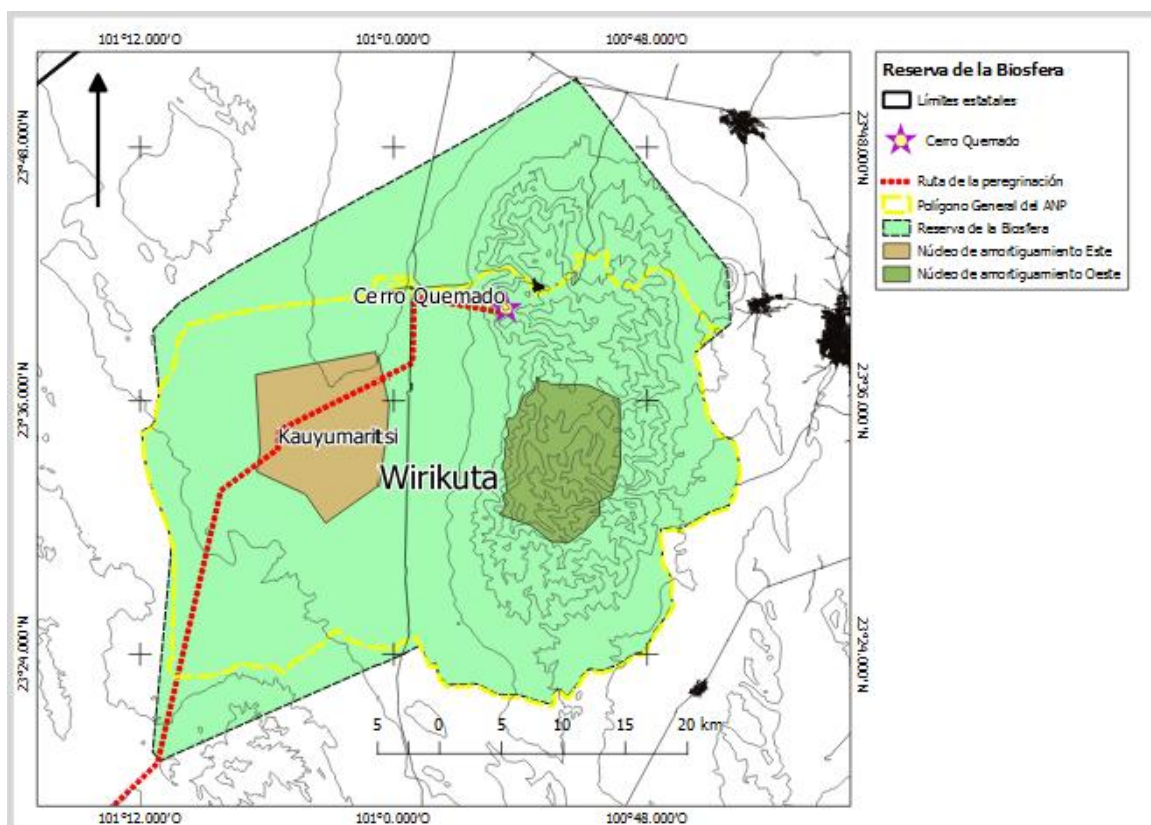 101°12.000'O 101°0.000'O 100°48.000'O
23°48.000'N
23°48.000'N
23°36.000'N
23°36.000'N
23°24.000'N
23°24.000'N
Cerro Quemado
Kauyumaritsi
Wirikuta
5 0 5 10 15 20 km
101°12.000'O 101°0.000'O 100°48.000'O
Reserva de la Biosfera
Límites estatales
Cerro Quemado
Ruta de la peregrinación
Polígono General del ANP
Reserva de la Biosfera
Núcleo de amortiguamiento Este
Núcleo de amortiguamiento Oeste